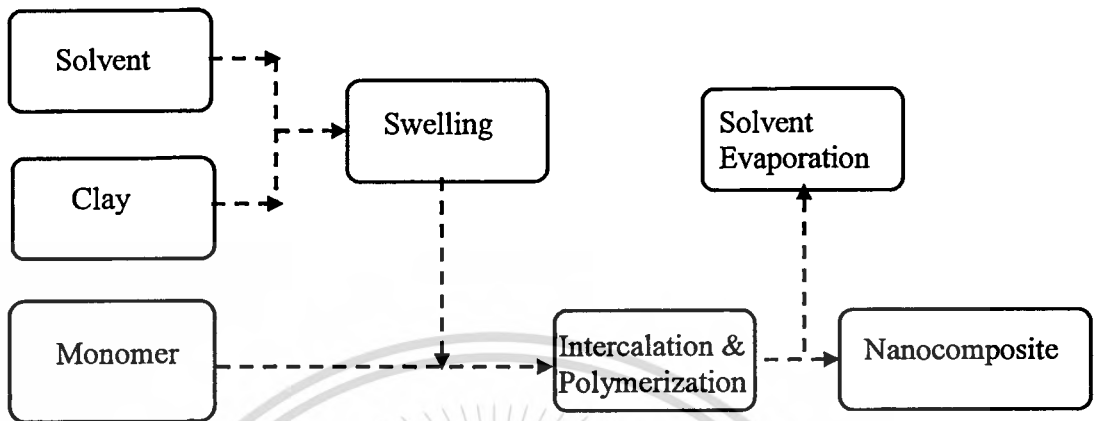 Solvent
Clay
Monomer
Swelling
Intercalation &
Polymerization
Solvent
Evaporation
Nanocomposite